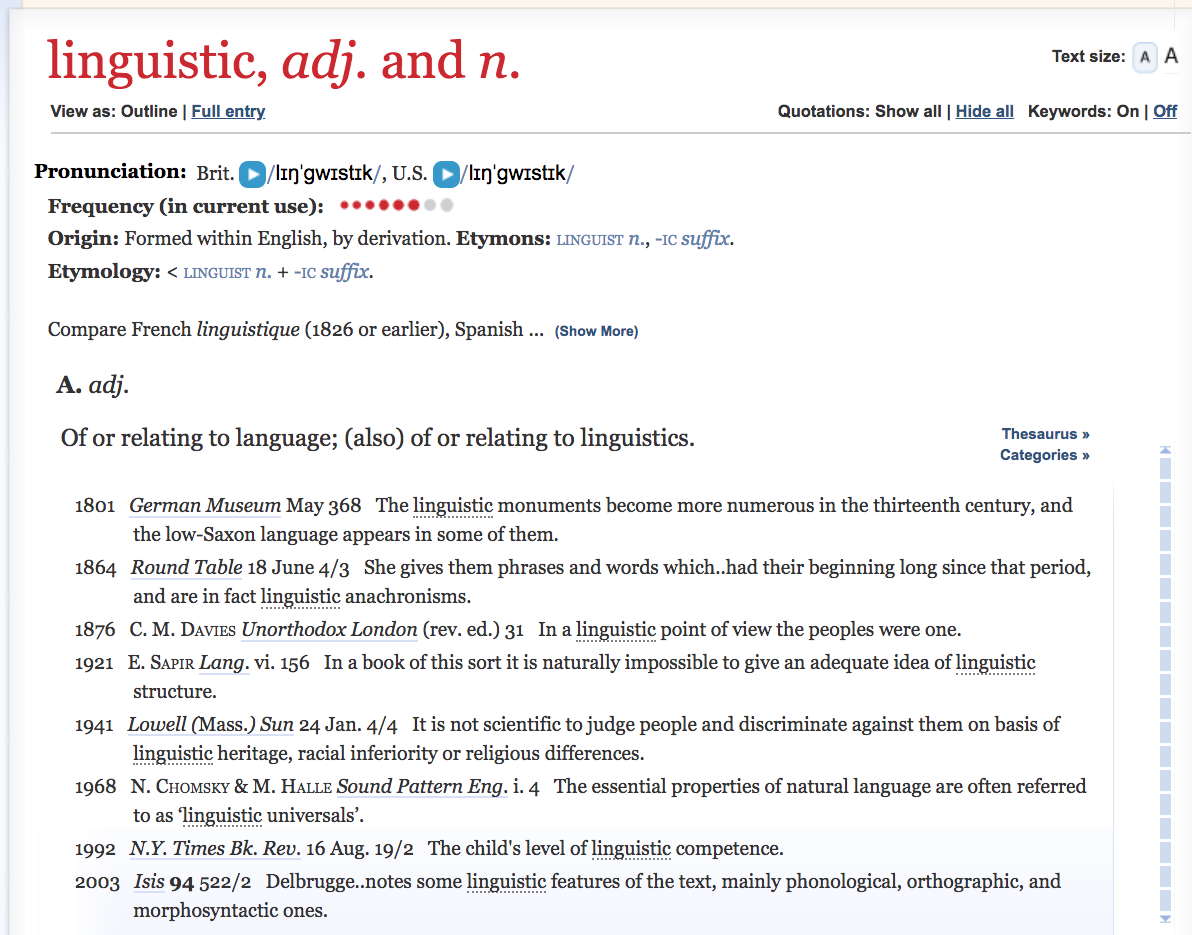 linguistic, adj. and n.
Text size: A A
View as: Outline | Full entry
Quotations: Show all | Hide all Keywords: On | Off
Pronunciation: Brit. /lɪŋˈɡwɪstɪk/, U.S. /lɪŋˈɡwɪstɪk/
Frequency (in current use):
Origin: Formed within English, by derivation. Etymons: LINGUIST n., -IC suffix.
Etymology: < LINGUIST n. + -IC suffix.
Compare French linguistique (1826 or earlier), Spanish ... (Show More)
A. adj.
Of or relating to language; (also) of or relating to linguistics.
Thesaurus »
Categories »
1801 German Museum May 368 The linguistic monuments become more numerous in the thirteenth century, and
the low-Saxon language appears in some of them.
1864 Round Table 18 June 4/3 She gives them phrases and words which..had their beginning long since that period,
and are in fact linguistic anachronisms.
1876 C. M. DAVIES Unorthodox London (rev. ed.) 31 In a linguistic point of view the peoples were one.
1921 E. SAPIR Lang. vi. 156 In a book of this sort it is naturally impossible to give an adequate idea of linguistic
structure.
1941 Lowell (Mass.) Sun 24 Jan. 4/4 It is not scientific to judge people and discriminate against them on basis of
linguistic heritage, racial inferiority or religious differences.
1968 N. CHOMSKY & M. HALLE Sound Pattern Eng. i. 4 The essential properties of natural language are often referred
to as ‘linguistic universals’.
1992 N.Y. Times Bk. Rev. 16 Aug. 19/2 The child's level of linguistic competence.
2003 Isis 94 522/2 Delbrugge..notes some linguistic features of the text, mainly phonological, orthographic, and
morphosyntactic ones.